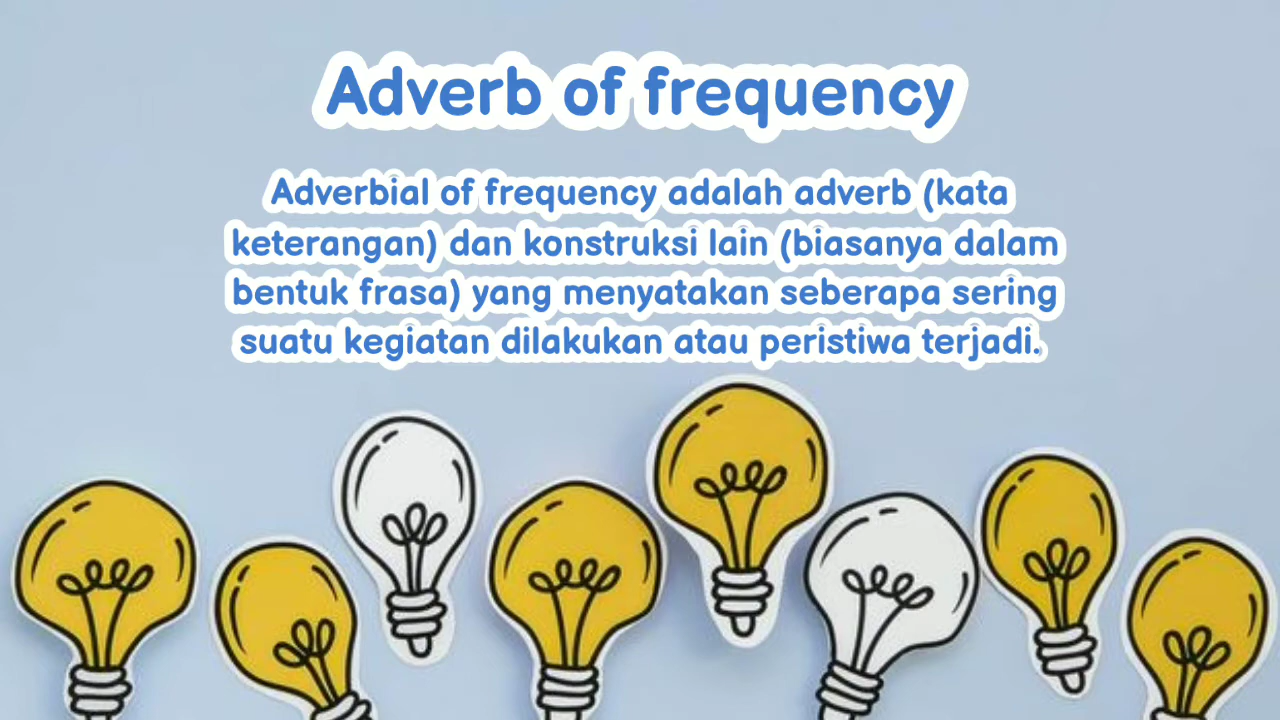 Adverb of frequency
Adverbial of frequency adalah adverb (kata
keterangan) dan konstruksi lain (biasanya dalam
bentuk frasa) yang menyatakan seberapa sering
suatu kegiatan dilakukan atau peristiwa terjadi.